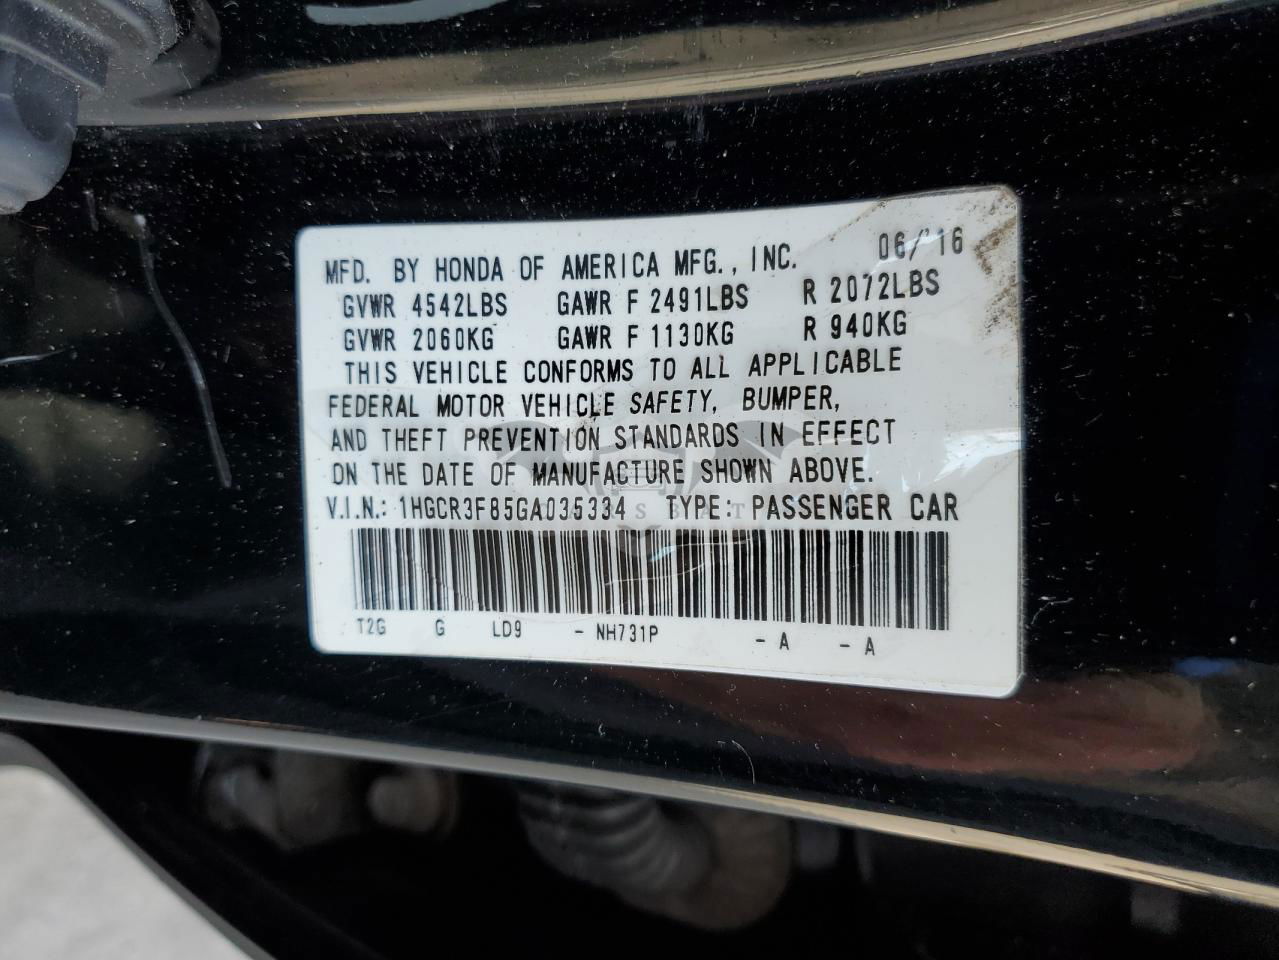 MFD. BY HONDA OF AMERICA MFG., INC. 06/'16
GVWR 4542LBS GAWR F 2491LBS R 2072LBS
GVWR 2060KG GAWR F 1130KG R 940KG
THIS VEHICLE CONFORMS TO ALL APPLICABLE
FEDERAL MOTOR VEHICLE SAFETY, BUMPER,
AND THEFT PREVENTION STANDARDS IN EFFECT
ON THE DATE OF MANUFACTURE SHOWN ABOVE.
V.I.N.: 1HGCR3F85GA035334 TYPE: PASSENGER CAR
T2G G LD9 - NH731P - A - A